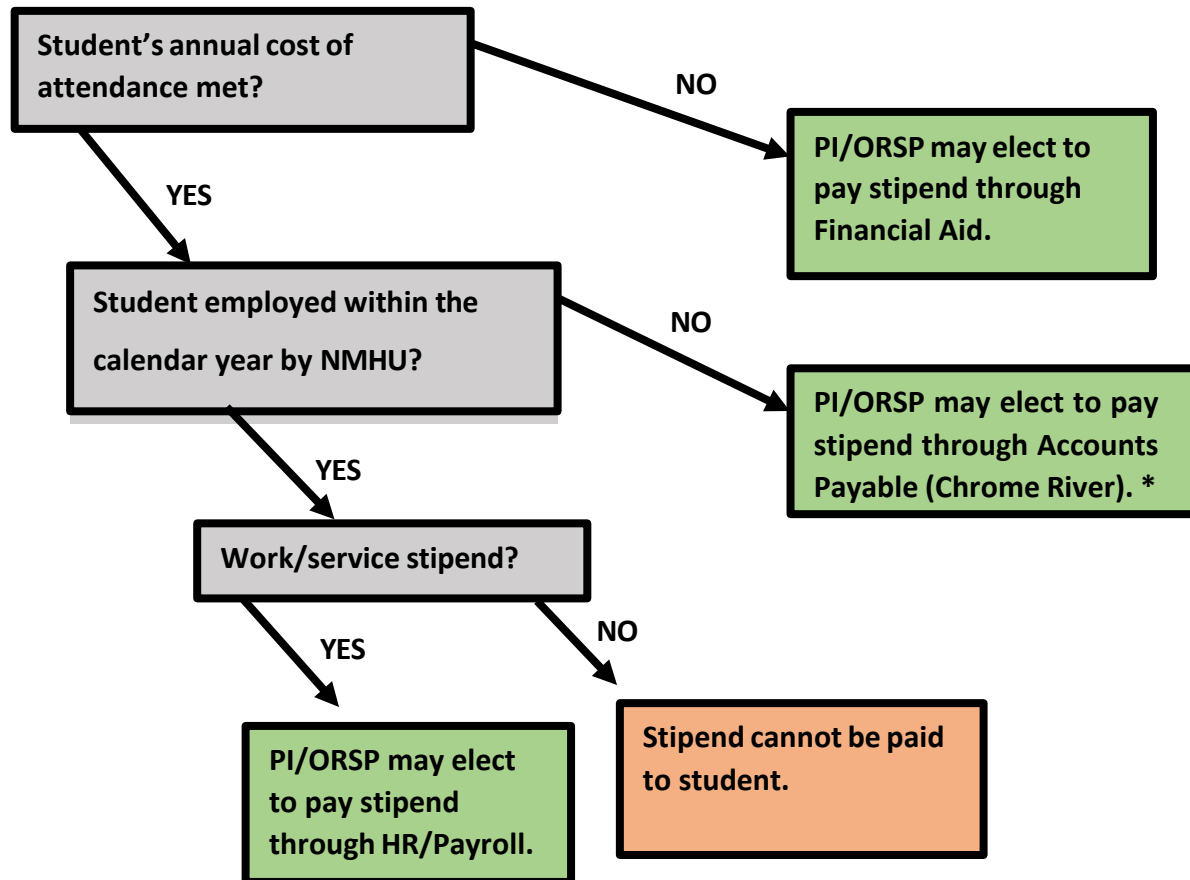 Student’s annual cost of
attendance met?
NO
PI/ORSP may elect to
pay stipend through
Financial Aid.
YES
Student employed within the
calendar year by NMHU?
NO
PI/ORSP may elect to pay
stipend through Accounts
Payable (Chrome River). *
YES
Work/service stipend?
YES
NO
PI/ORSP may elect
to pay stipend
through HR/Payroll.
Stipend cannot be paid
to student.